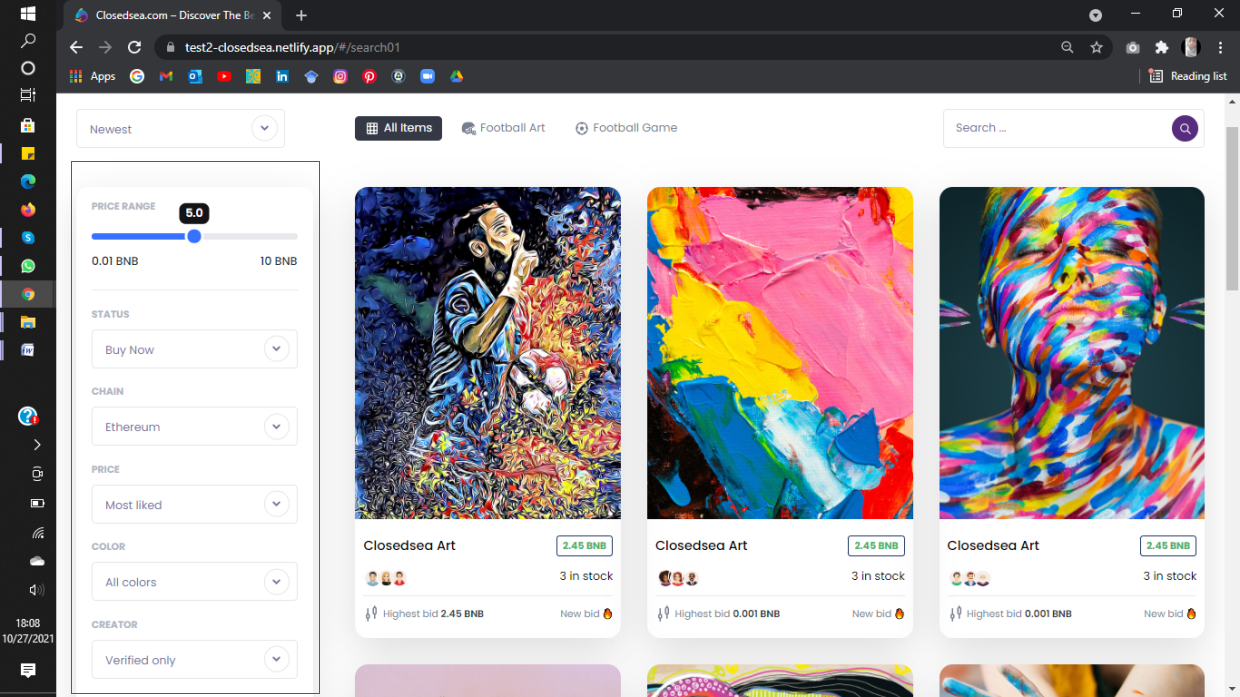 Closedsea.com – Discover The Be
test2-closedsea.netlify.app/#/search01
Apps
Reading list
Newest
All Items
Football Art
Football Game
Search ...
PRICE RANGE
5.0
0.01 BNB
10 BNB
STATUS
Buy Now
CHAIN
Ethereum
PRICE
Most liked
COLOR
All colors
CREATOR
Verified only
Closedsea Art
2.45 BNB
3 in stock
Highest bid 2.45 BNB
New bid
Closedsea Art
2.45 BNB
3 in stock
Highest bid 0.001 BNB
New bid
Closedsea Art
2.45 BNB
3 in stock
Highest bid 0.001 BNB
New bid
18:08
10/27/2021